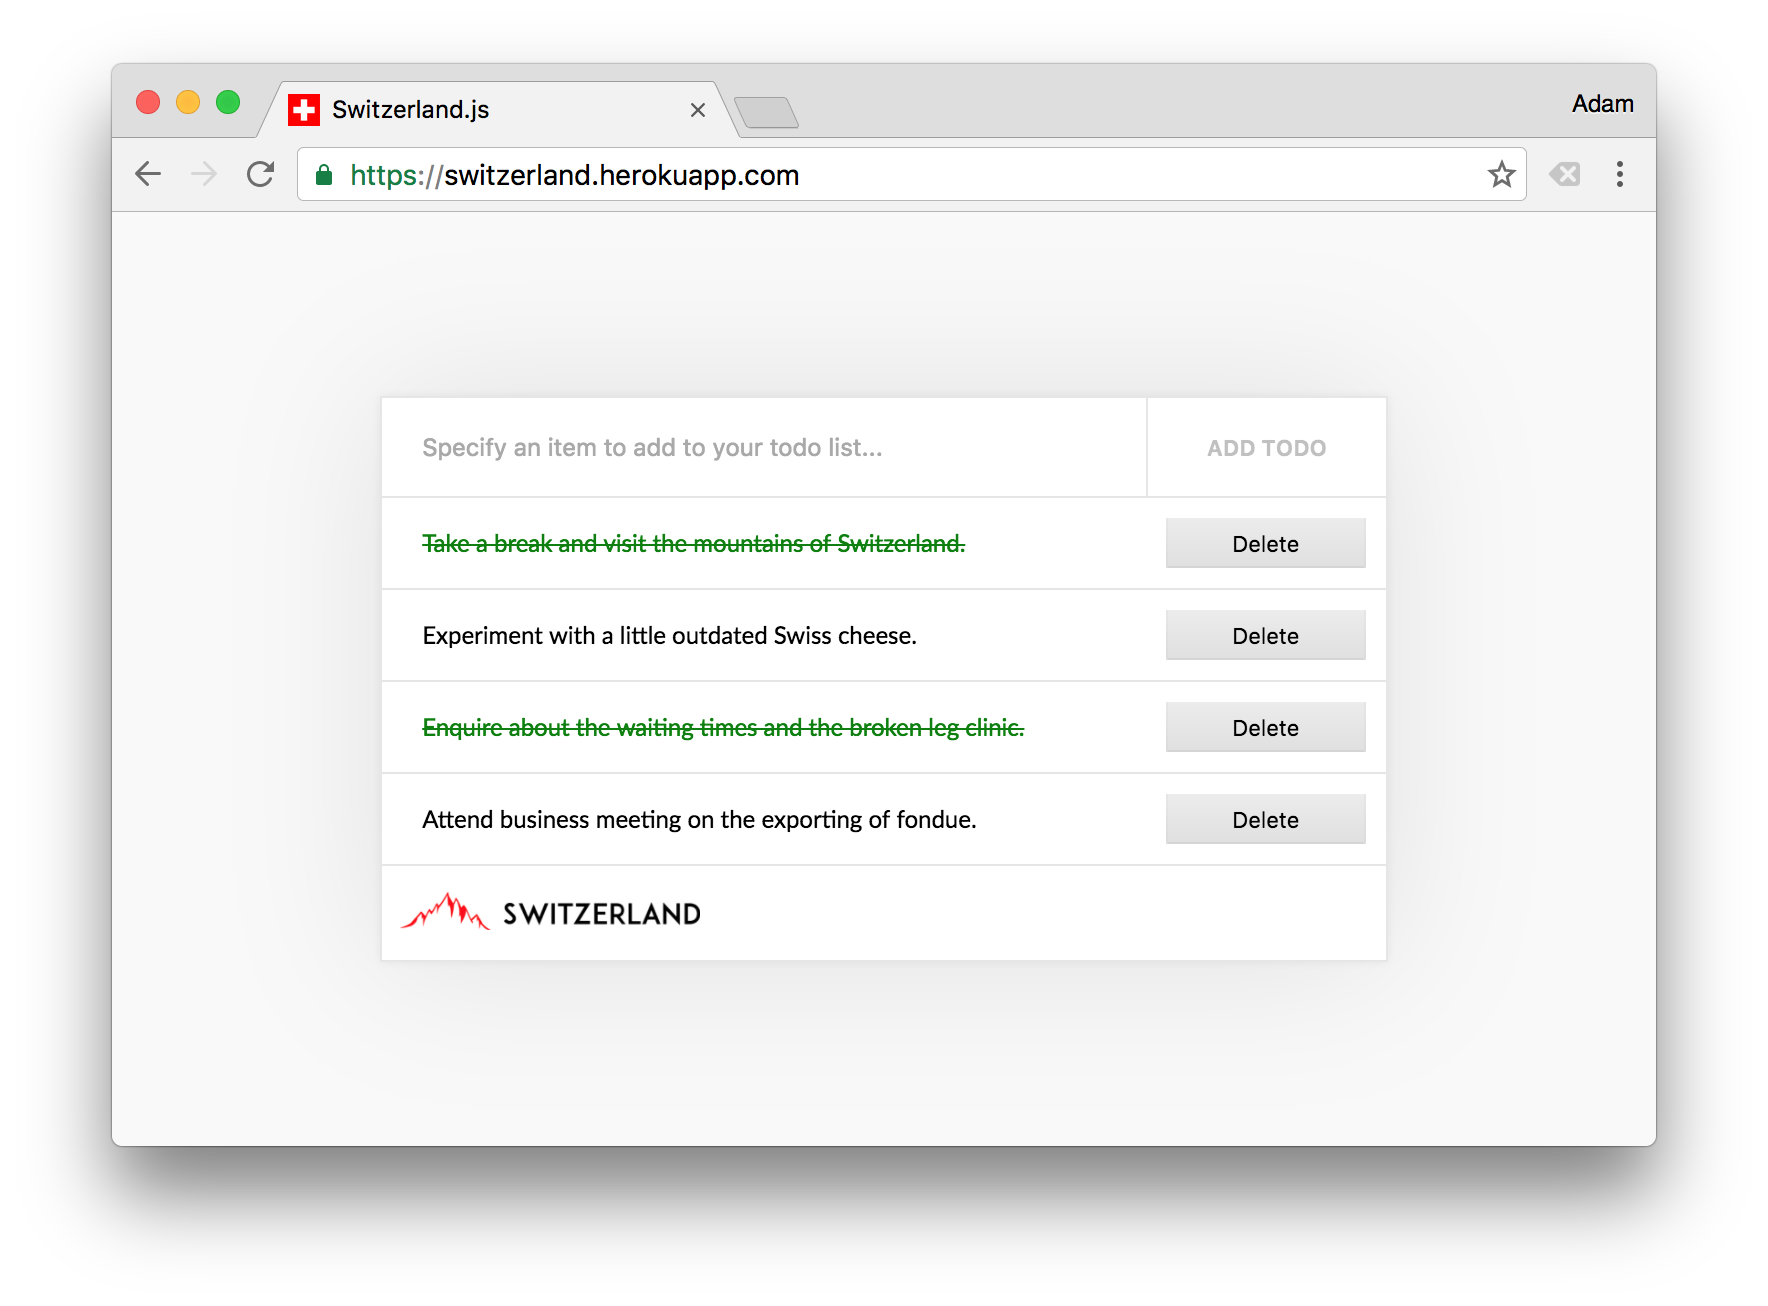 Switzerland.js
Adam
https://switzerland.herokuapp.com
Specify an item to add to your todo list...
ADD TODO
Take a break and visit the mountains of Switzerland.
Delete
Experiment with a little outdated Swiss cheese.
Delete
Enquire about the waiting times and the broken leg clinic.
Delete
Attend business meeting on the exporting of fondue.
Delete
SWITZERLAND